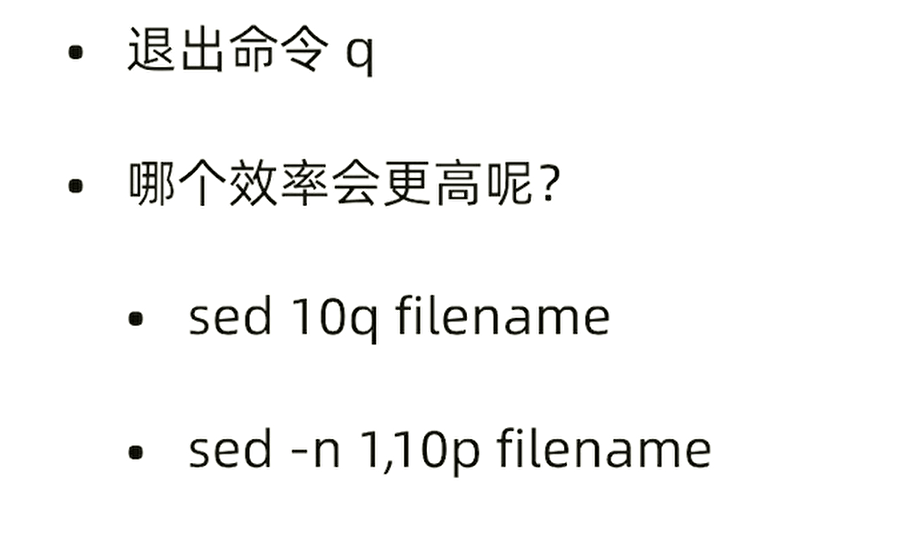 • 退出命令 q
• 哪个效率会更高呢？
• sed 10q filename
• sed -n 1,10p filename